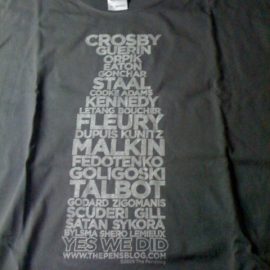 CROSBY
GUERIN
ORPIK
EATON
GONCHAR
STAAL
COOKE ADAMS
KENNEDY
LETANG BOUCHER
FLEURY
DUPUIS KUNITZ
MALKIN
FEDOTENKO
GOLIGOSKI
TALBOT
GODARD ZIGOMANIS
SCUDERI GILL
SATAN SYKORA
BYLSMA SHERO LEMIEUX
YES WE DID
WWW.THEPENSBLOG.COM